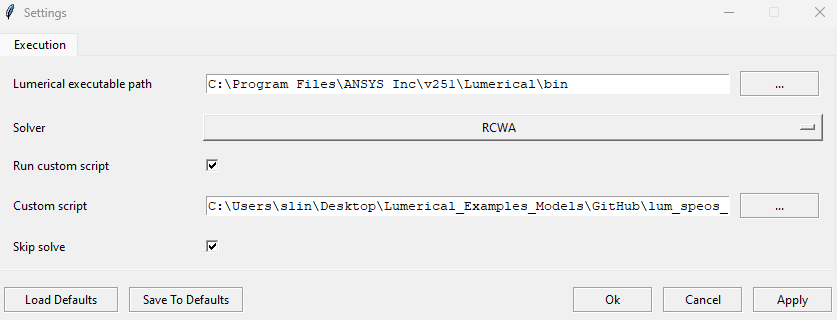 Settings
Execution
Lumerical executable path C:\Program Files\ANSYS Inc\v251\Lumerical\bin ...
Solver RCWA
Run custom script
Custom script C:\Users\slin\Desktop\Lumerical_Examples_Models\GitHub\lum_speos_ ...
Skip solve
Load Defaults Save To Defaults Ok Cancel Apply